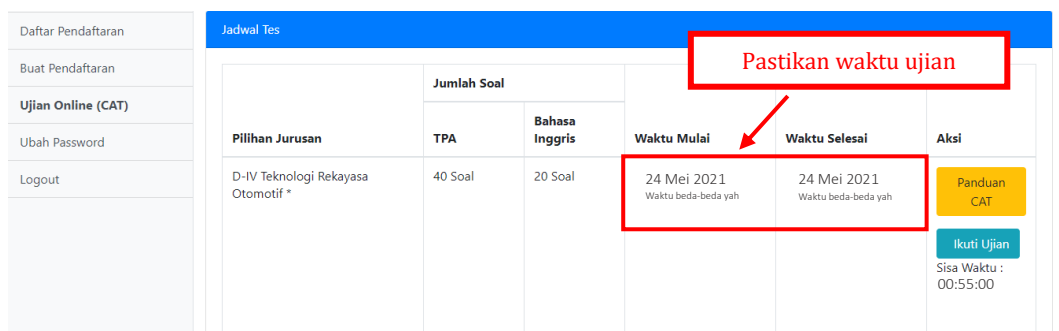 Daftar Pendaftaran
Buat Pendaftaran
Ujian Online (CAT)
Ubah Password
Logout
Jadwal Tes
Pastikan waktu ujian
Jumlah Soal
Pilihan Jurusan
TPA
Bahasa
Inggris
Waktu Mulai
Waktu Selesai
Aksi
D-IV Teknologi Rekayasa
Otomotif *
40 Soal
20 Soal
24 Mei 2021
Waktu beda-beda yah
24 Mei 2021
Waktu beda-beda yah
Panduan
CAT
Ikuti Ujian
Sisa Waktu :
00:55:00